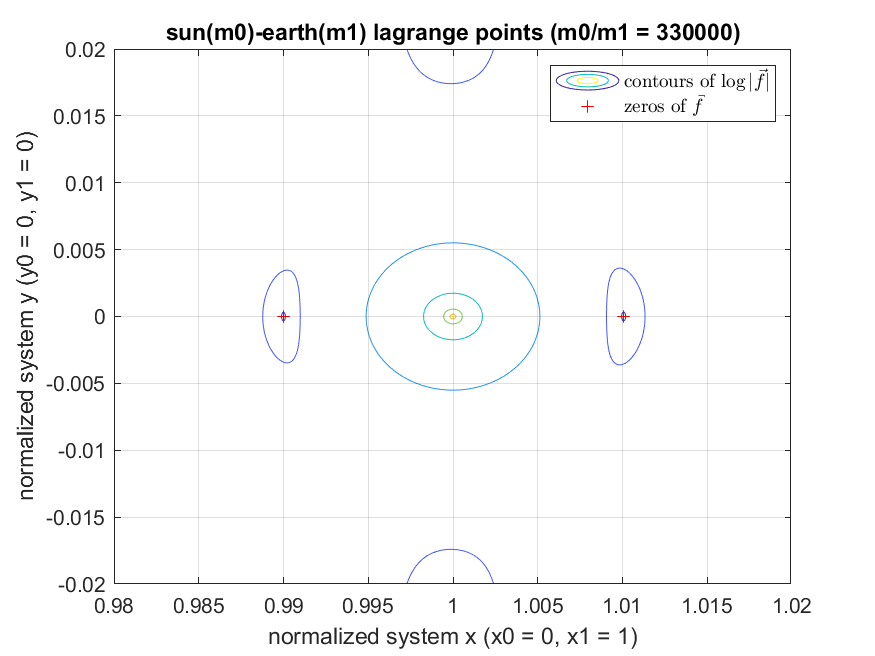 sun(m0)-earth(m1) lagrange points (m0/m1 = 330000)
contours of log|f⃗|
zeros of f⃗
normalized system y (y0 = 0, y1 = 0)
0.02
0.015
0.01
0.005
0
-0.005
-0.01
-0.015
-0.02
0.98 0.985 0.99 0.995 1 1.005 1.01 1.015 1.02
normalized system x (x0 = 0, x1 = 1)